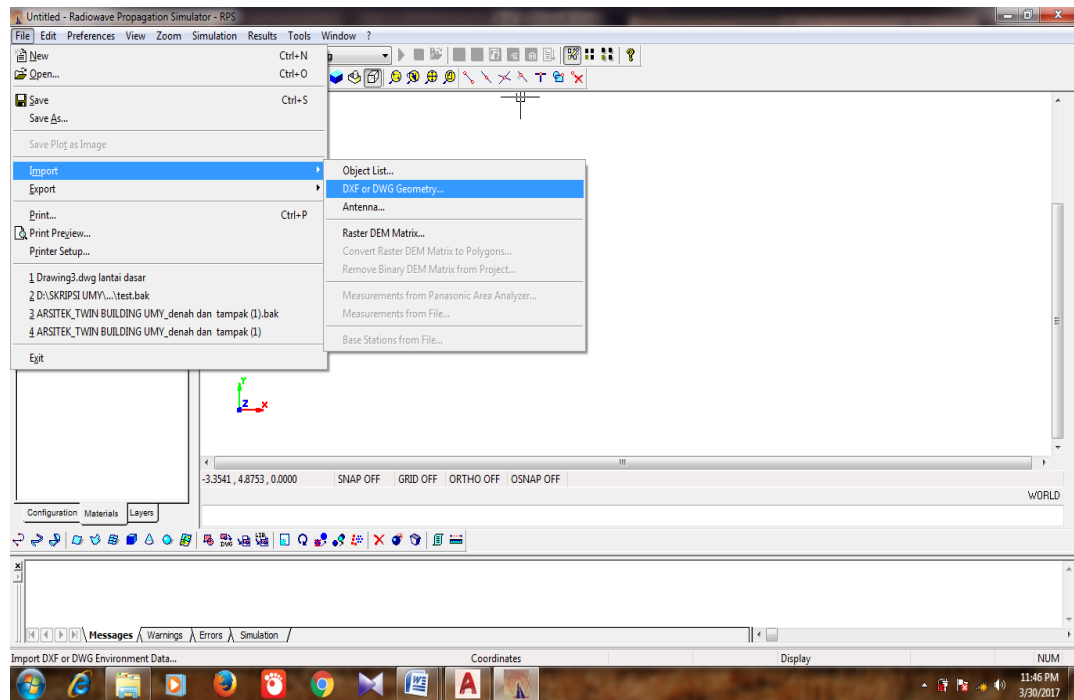 Untitled - Radiowave Propagation Simulator - RPS
File Edit Preferences View Zoom Simulation Results Tools Window ?
New Ctrl+N
Open... Ctrl+O
Save Ctrl+S
Save As...
Save Plot as Image
Import
Export
Print... Ctrl+P
Print Preview...
Printer Setup...
1 Drawing3.dwg lantai dasar
2 D:\SKRIPSI UMY\...\test.bak
3 ARSITEK_TWIN BUILDING UMY_denah dan tampak (1).bak
4 ARSITEK_TWIN BUILDING UMY_denah dan tampak (1)
Exit
Object List...
DXF or DWG Geometry...
Antenna...
Raster DEM Matrix...
Convert Raster DEM Matrix to Polygons...
Remove Binary DEM Matrix from Project...
Measurements from Panasonic Area Analyzer...
Measurements from File...
Base Stations from File...
Y
Z X
-3.3541 , 4.8753 , 0.0000 SNAP OFF GRID OFF ORTHO OFF OSNAP OFF
WORLD
Configuration Materials Layers
DWG LIB
Messages Warnings Errors Simulation
Import DXF or DWG Environment Data... Coordinates Display NUM
11:46 PM
3/30/2017